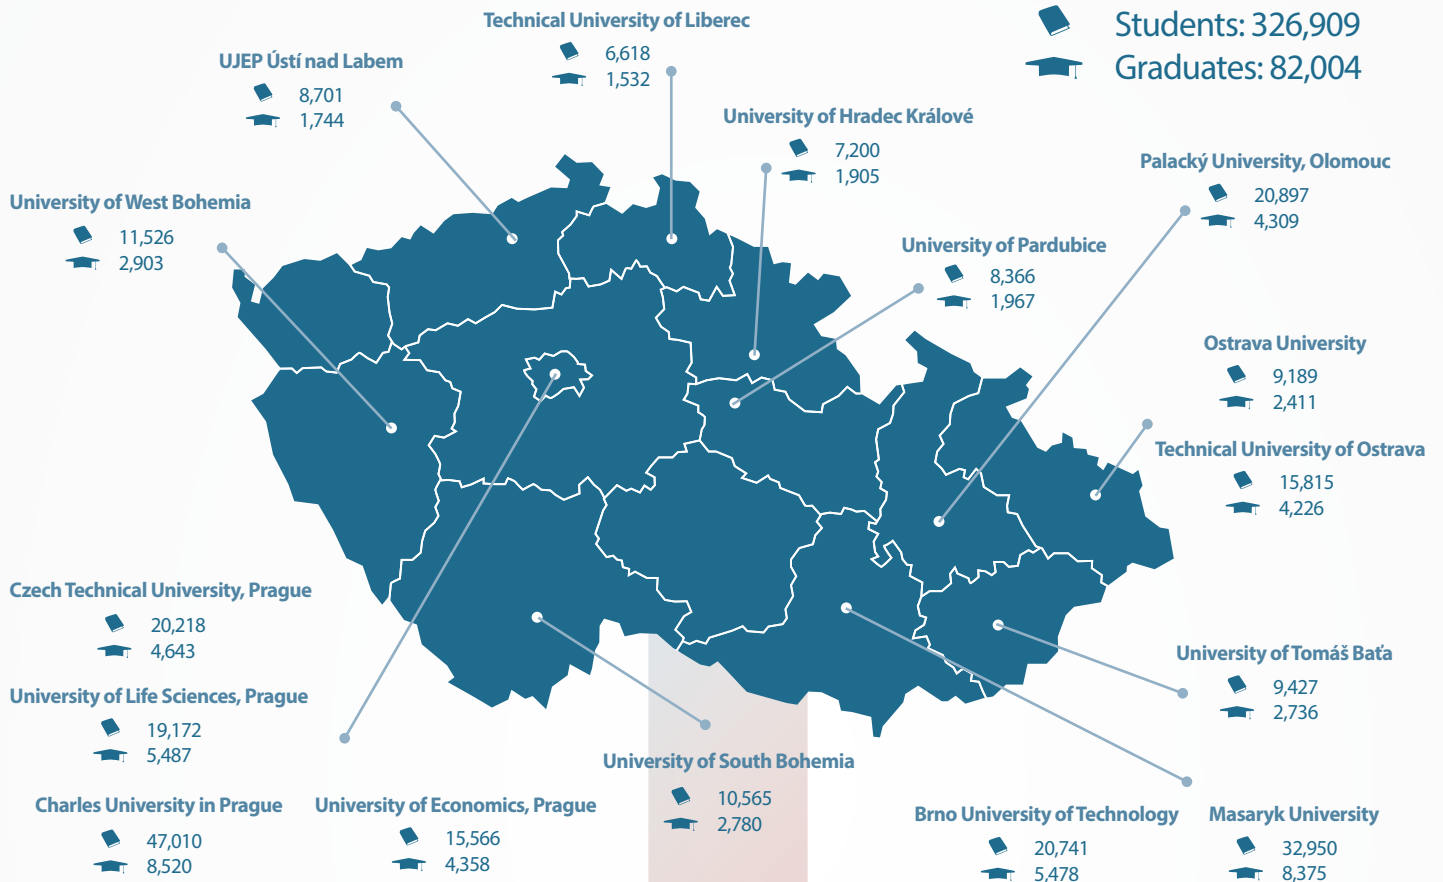 Technical University of Liberec
6,618
1,532
Students: 326,909
Graduates: 82,004
UJEP Ústí nad Labem
8,701
1,744
University of Hradec Králové
7,200
1,905
Palacký University, Olomouc
20,897
4,309
University of West Bohemia
11,526
2,903
University of Pardubice
8,366
1,967
Ostrava University
9,189
2,411
Technical University of Ostrava
15,815
4,226
Czech Technical University, Prague
20,218
4,643
University of Life Sciences, Prague
19,172
5,487
Charles University in Prague
47,010
8,520
University of Economics, Prague
15,566
4,358
University of South Bohemia
10,565
2,780
University of Tomáš Baťa
9,427
2,736
Brno University of Technology
20,741
5,478
Masaryk University
32,950
8,375